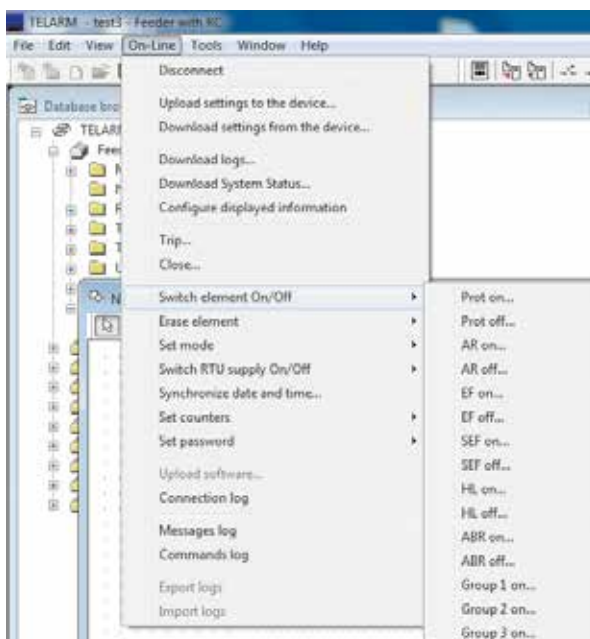 TELARM - test3 - Feeder with RC
File Edit View On-Line Tools Window Help
Database bro
TELARM
Feed
Disconnect
Upload settings to the device...
Download settings from the device...
Download logs...
Download System Status...
Configure displayed information
Trip...
Close...
Switch element On/Off
Erase element
Set mode
Switch RTU supply On/Off
Synchronize date and time...
Set counters
Set password
Upload software...
Connection log
Messages log
Commands log
Export logs
Import logs
Prot on...
Prot off...
AR on...
AR off...
EF on...
EF off...
SEF on...
SEF off...
HL on...
HL off...
ABR on...
ABR off...
Group 1 on...
Group 2 on...
Group 3 on...